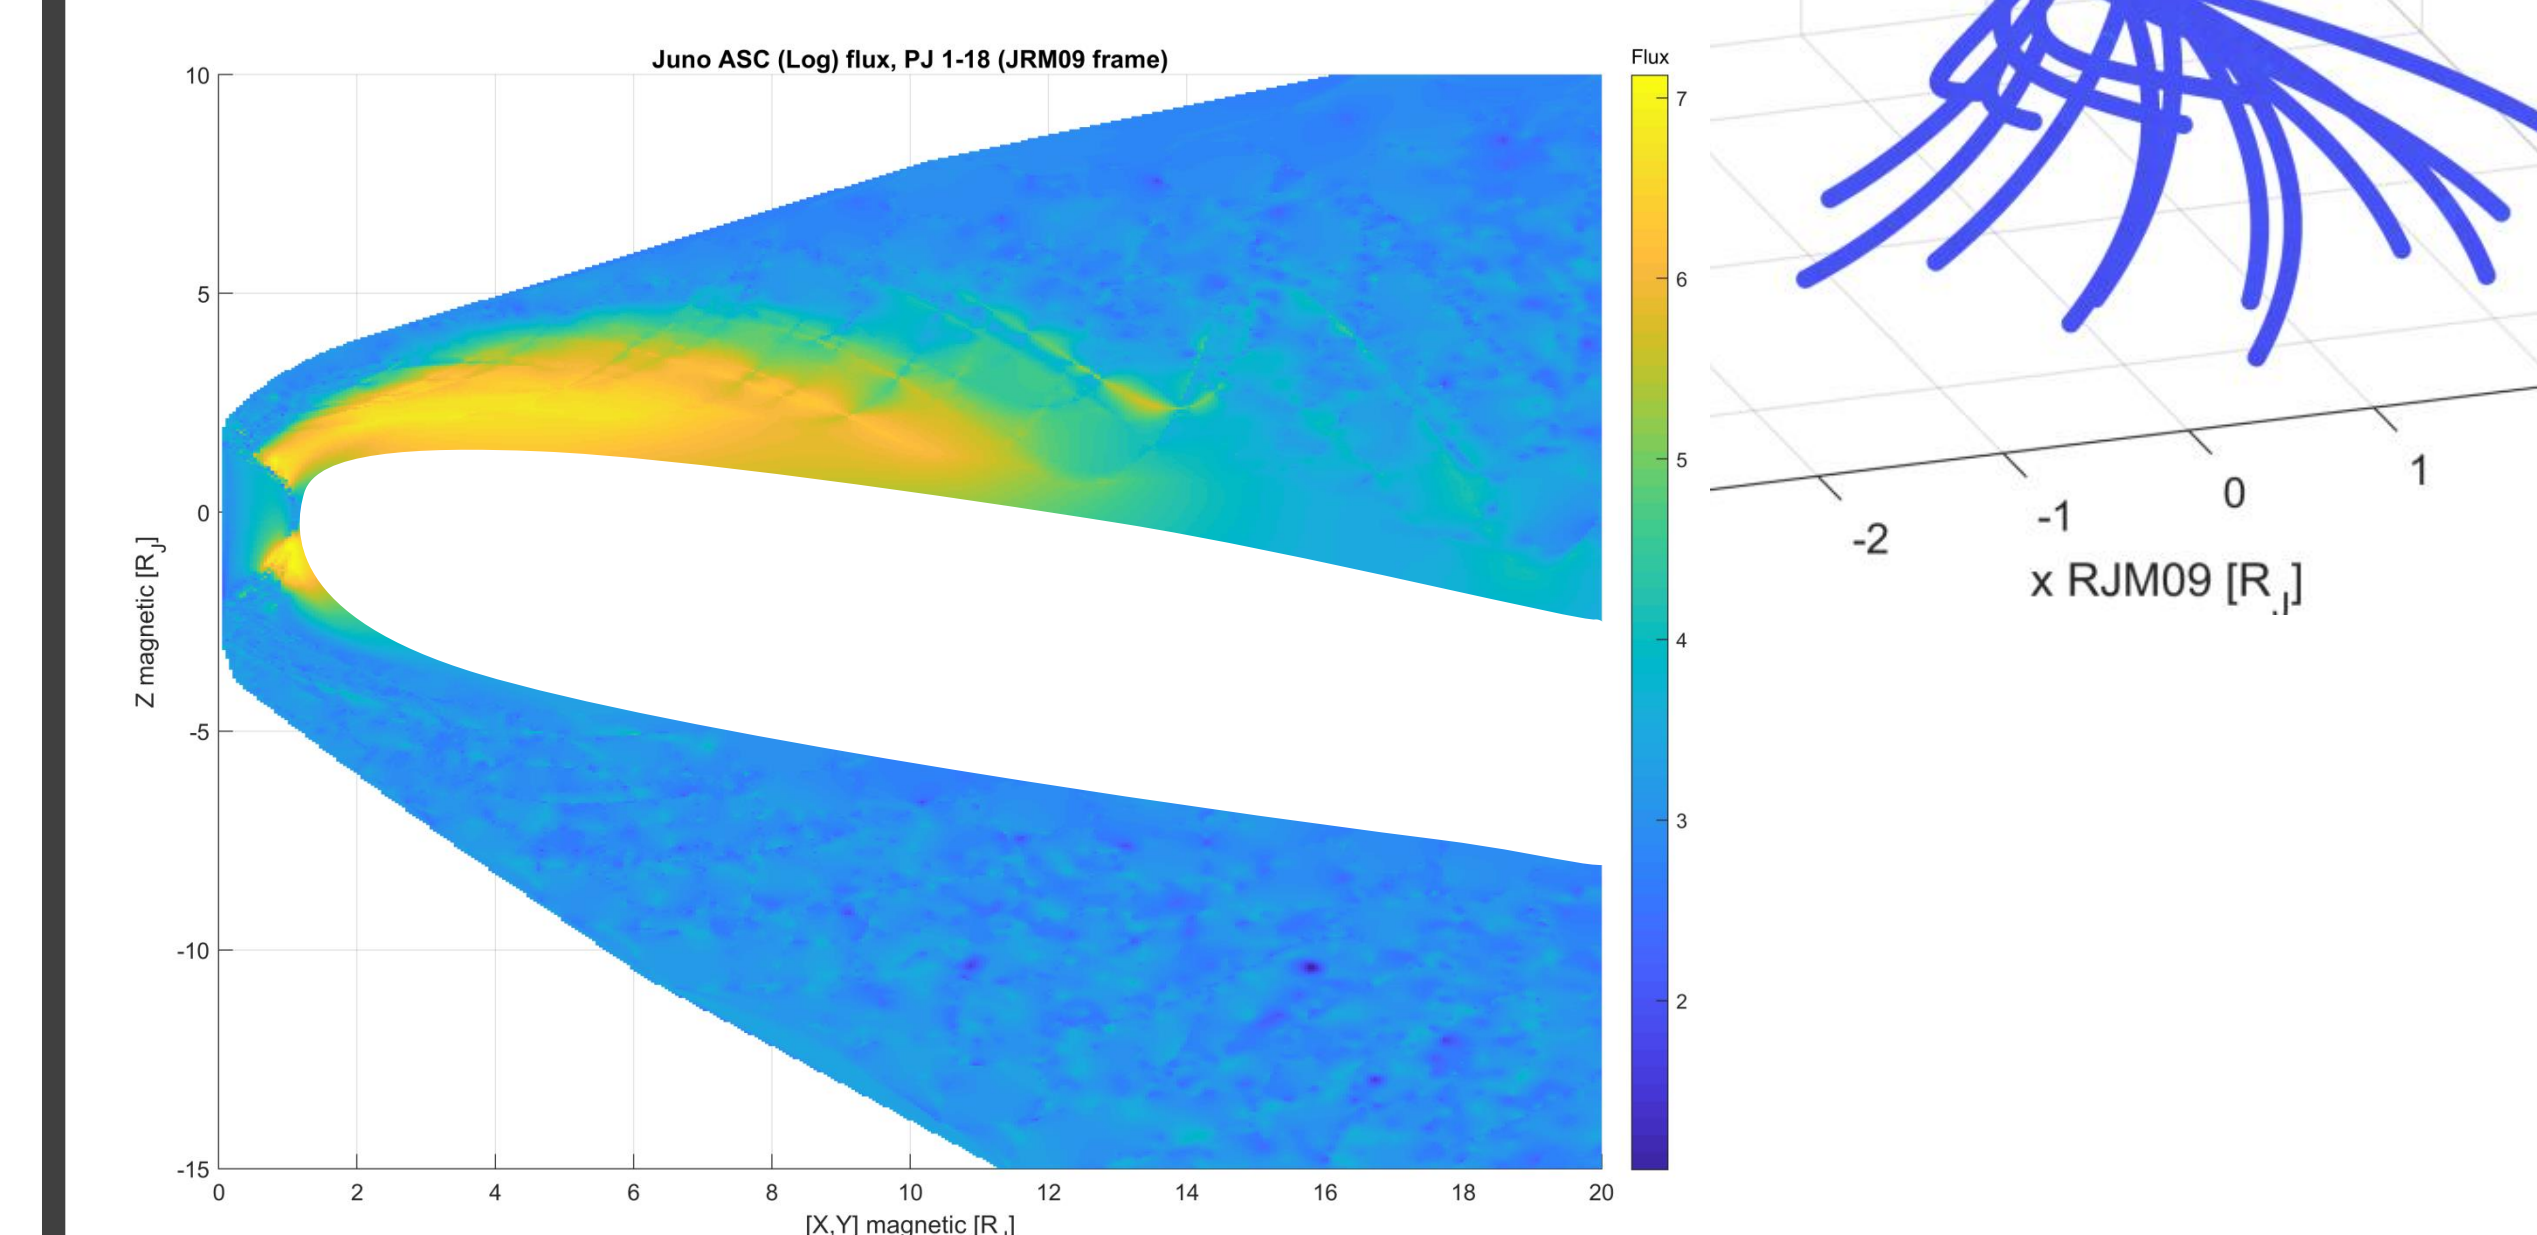 Juno ASC (Log) flux, PJ 1-18 (JRM09 frame)
Flux
10
5
0
-5
-10
-15
Z magnetic [R_J]
0 2 4 6 8 10 12 14 16 18 20
[X,Y] magnetic [R_J]
7
6
5
4
3
2
-2 -1 0 1
x RJM09 [R_J]